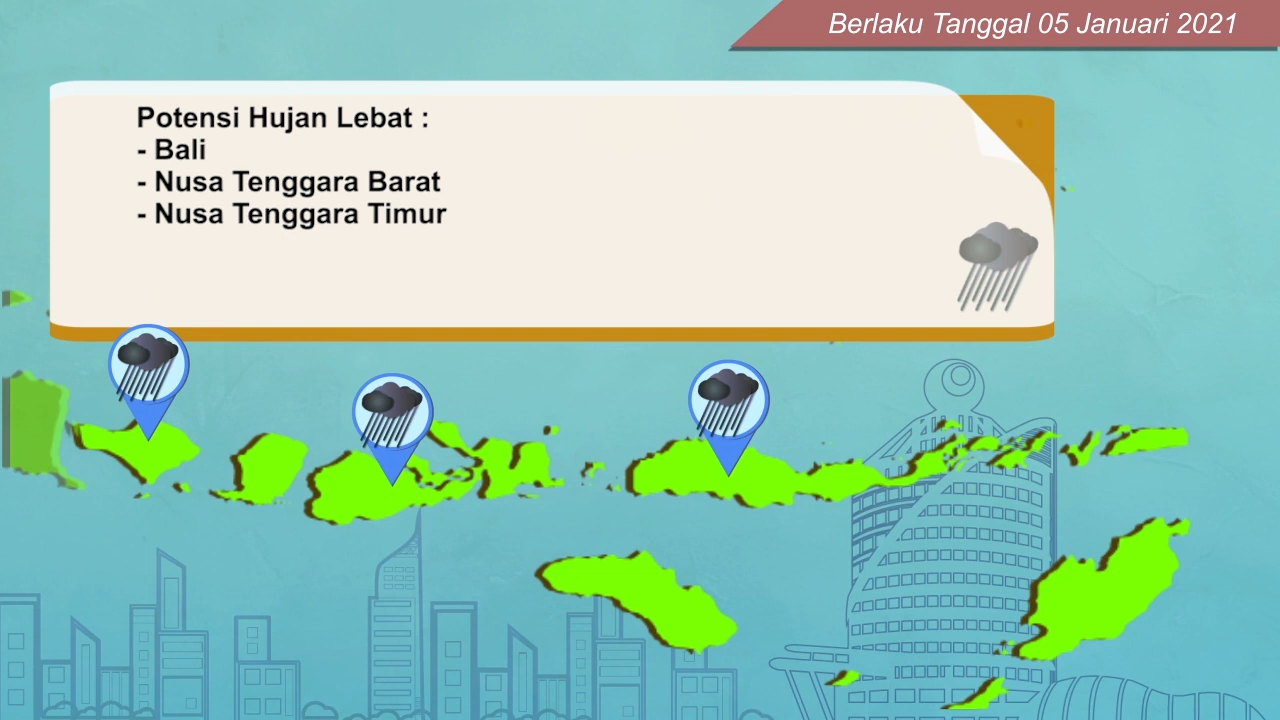 Berlaku Tanggal 05 Januari 2021
Potensi Hujan Lebat :
- Bali
- Nusa Tenggara Barat
- Nusa Tenggara Timur